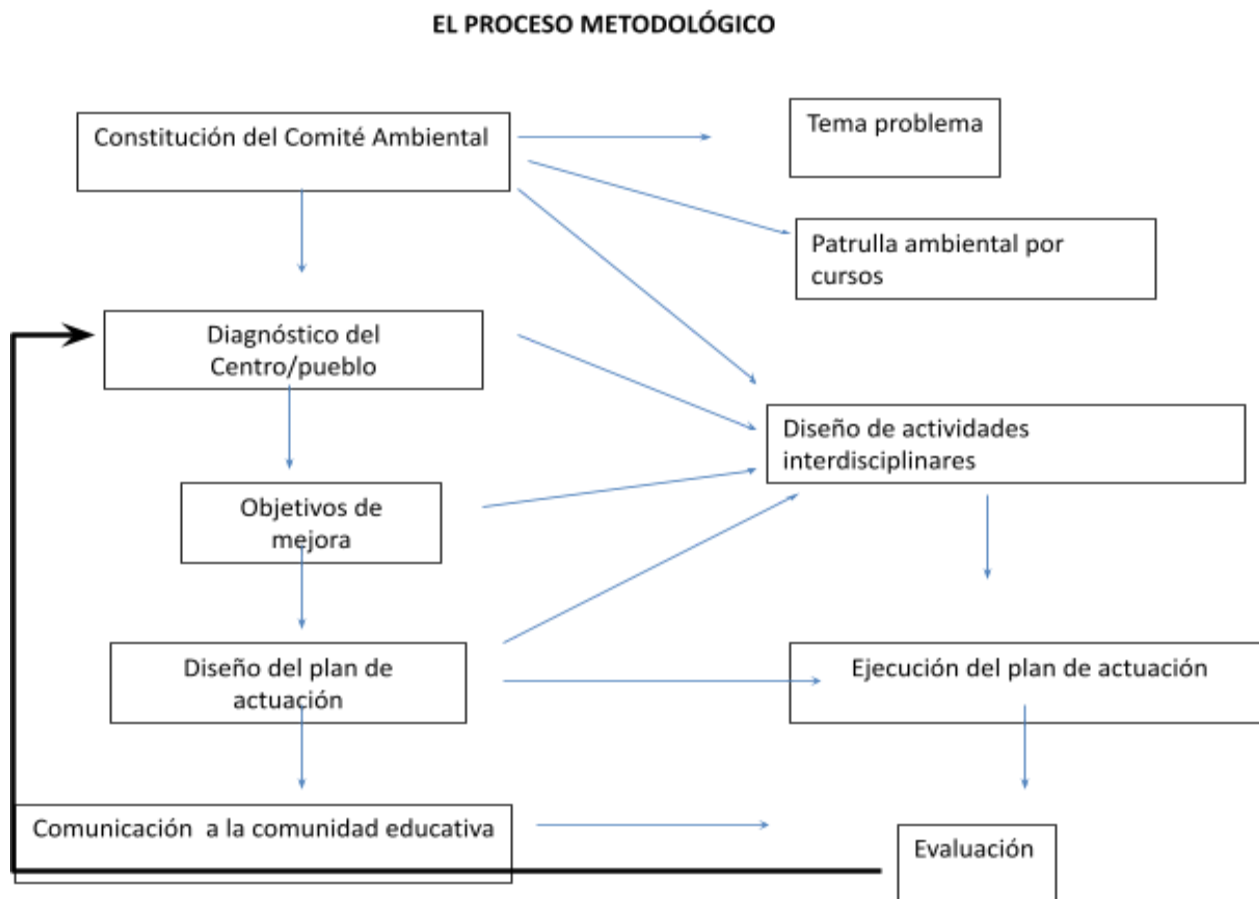 EL PROCESO METODOLÓGICO
Constitución del Comité Ambiental
Tema problema
Patrulla ambiental por
cursos
Diagnóstico del
Centro/pueblo
Diseño de actividades
interdisciplinares
Objetivos de
mejora
Diseño del plan de
actuación
Ejecución del plan de actuación
Comunicación a la comunidad educativa
Evaluación